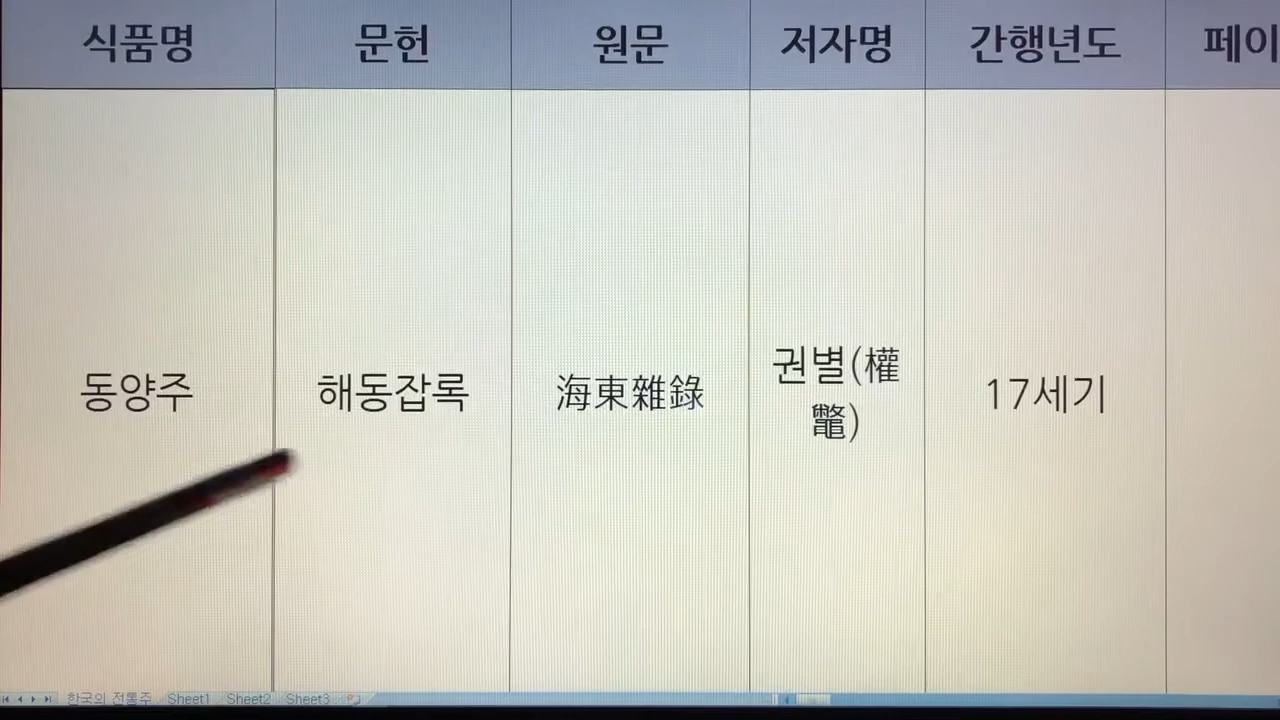 식품명 문헌 원문 저자명 간행년도 페이
동양주 해동잡록 海東雜錄 권별(權
鼈) 17세기
한국의 전통주 Sheet1 Sheet2 Sheet3